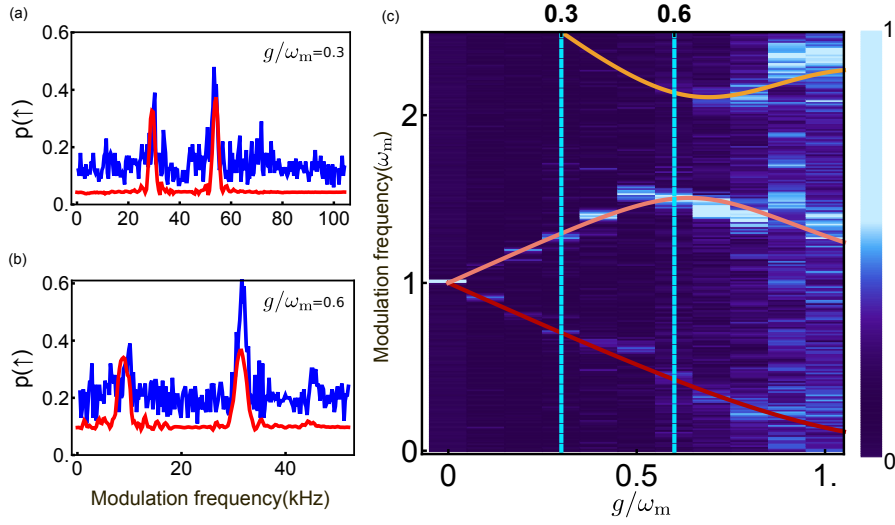 (a)
0.6
0.4
0.2
0.
p(↑)
g/ωm=0.3
0 20 40 60 80 100
(b)
0.6
0.4
0.2
0.
p(↑)
g/ωm=0.6
0 20 40
Modulation frequency(kHz)
(c)
0.3 0.6
2
1
0
Modulation frequency(ωm)
0 0.5 1.
g/ωm
1
0